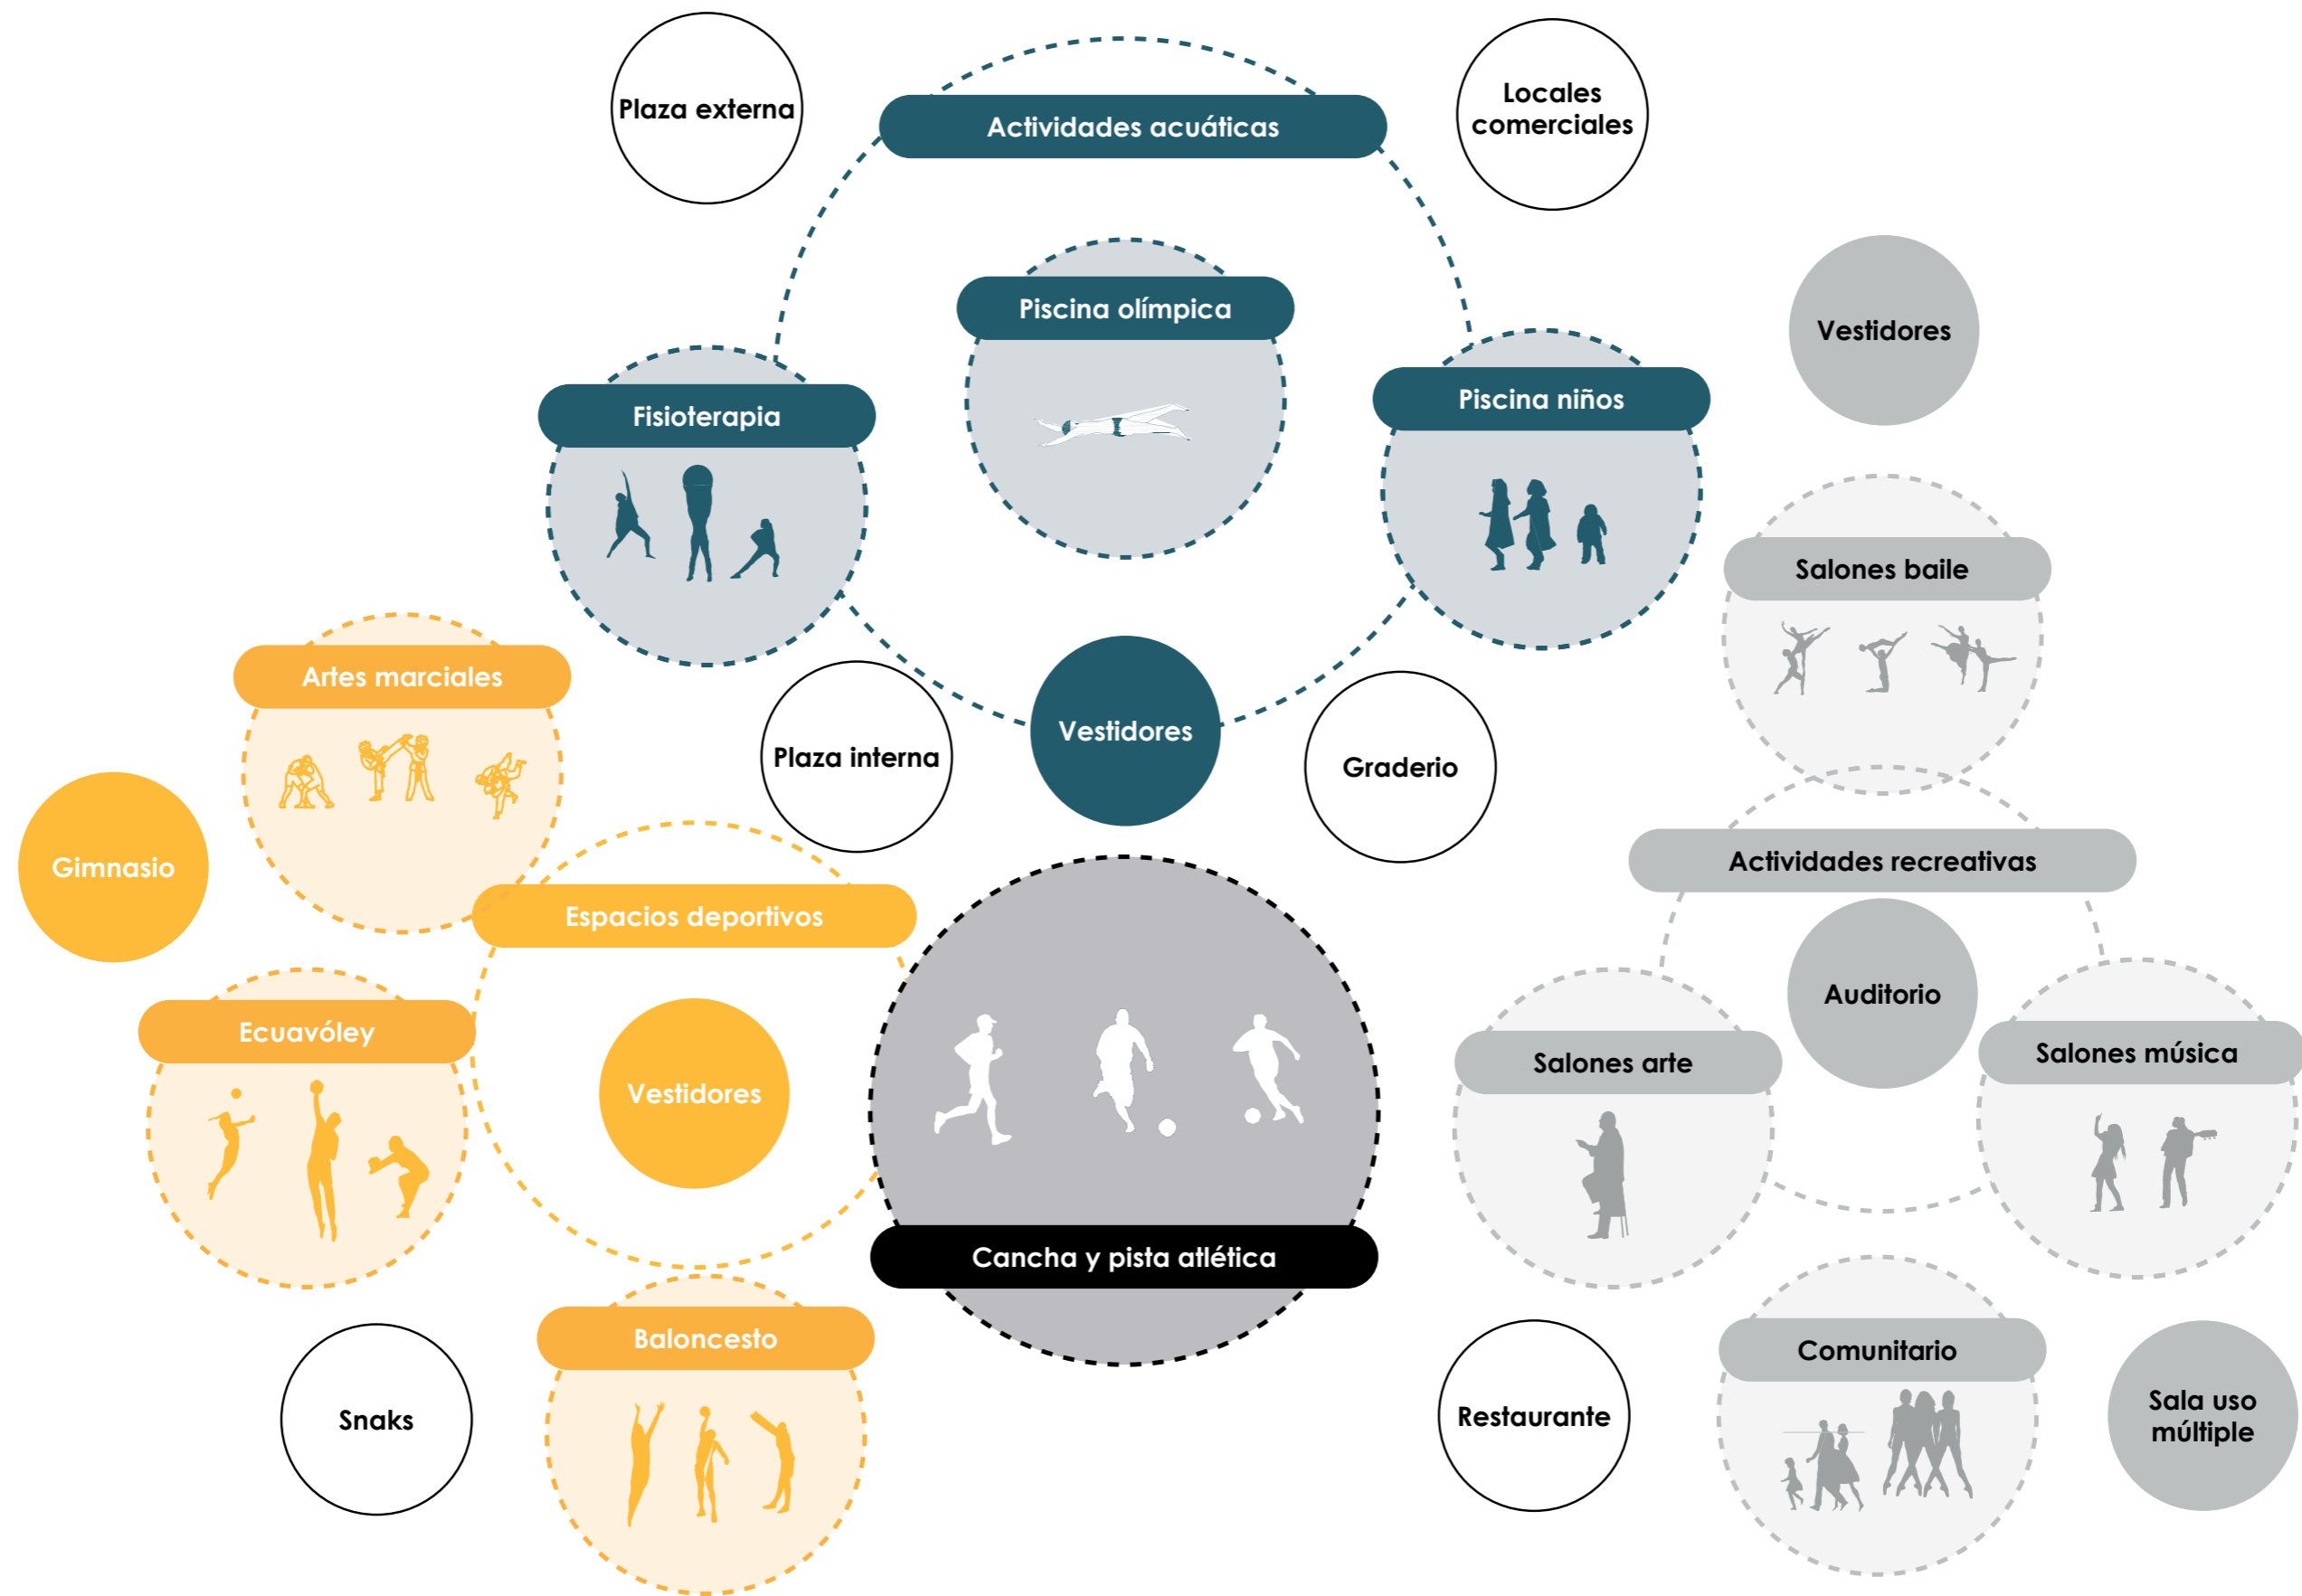 Plaza externa
Actividades acuáticas
Locales
comerciales
Piscina olímpica
Vestidores
Fisioterapia
Piscina niños
Salones baile
Artes marciales
Plaza interna
Vestidores
Graderio
Gimnasio
Espacios deportivos
Actividades recreativas
Auditorio
Ecuavóley
Vestidores
Salones arte
Salones música
Cancha y pista atlética
Baloncesto
Comunitario
Snaks
Restaurante
Sala uso
múltiple